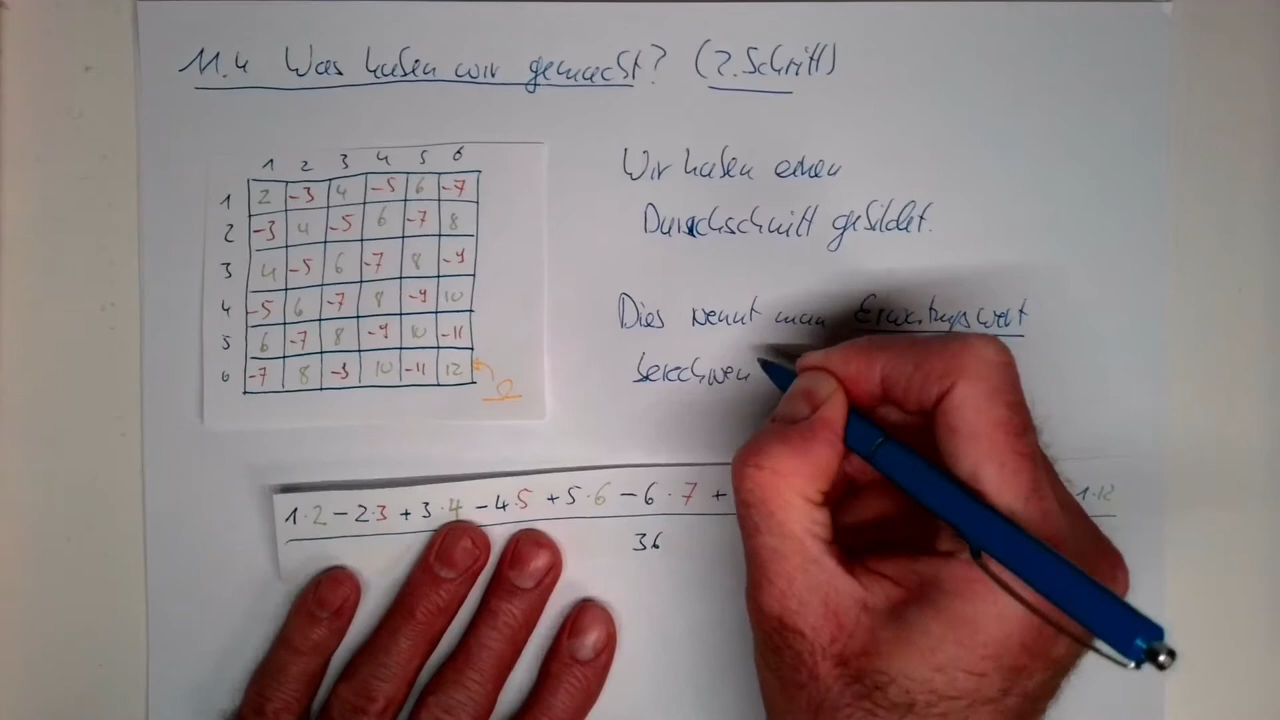 11.4 Was haben wir gemacht? (2. Schritt)
1 2 3 4 5 6
1 2 -3 4 -5 6 -7
2 -3 4 -5 6 -7 8
3 4 -5 6 -7 8 -9
4 -5 6 -7 8 -9 10
5 6 -7 8 -9 10 -11
6 -7 8 -9 10 -11 12
Ω
Wir haben einen
Durchschnitt gebildet.
Dies nennt man Erwartungswert
berechnen
1·2 - 2·3 + 3·4 - 4·5 + 5·6 - 6·7 + 1·12
36